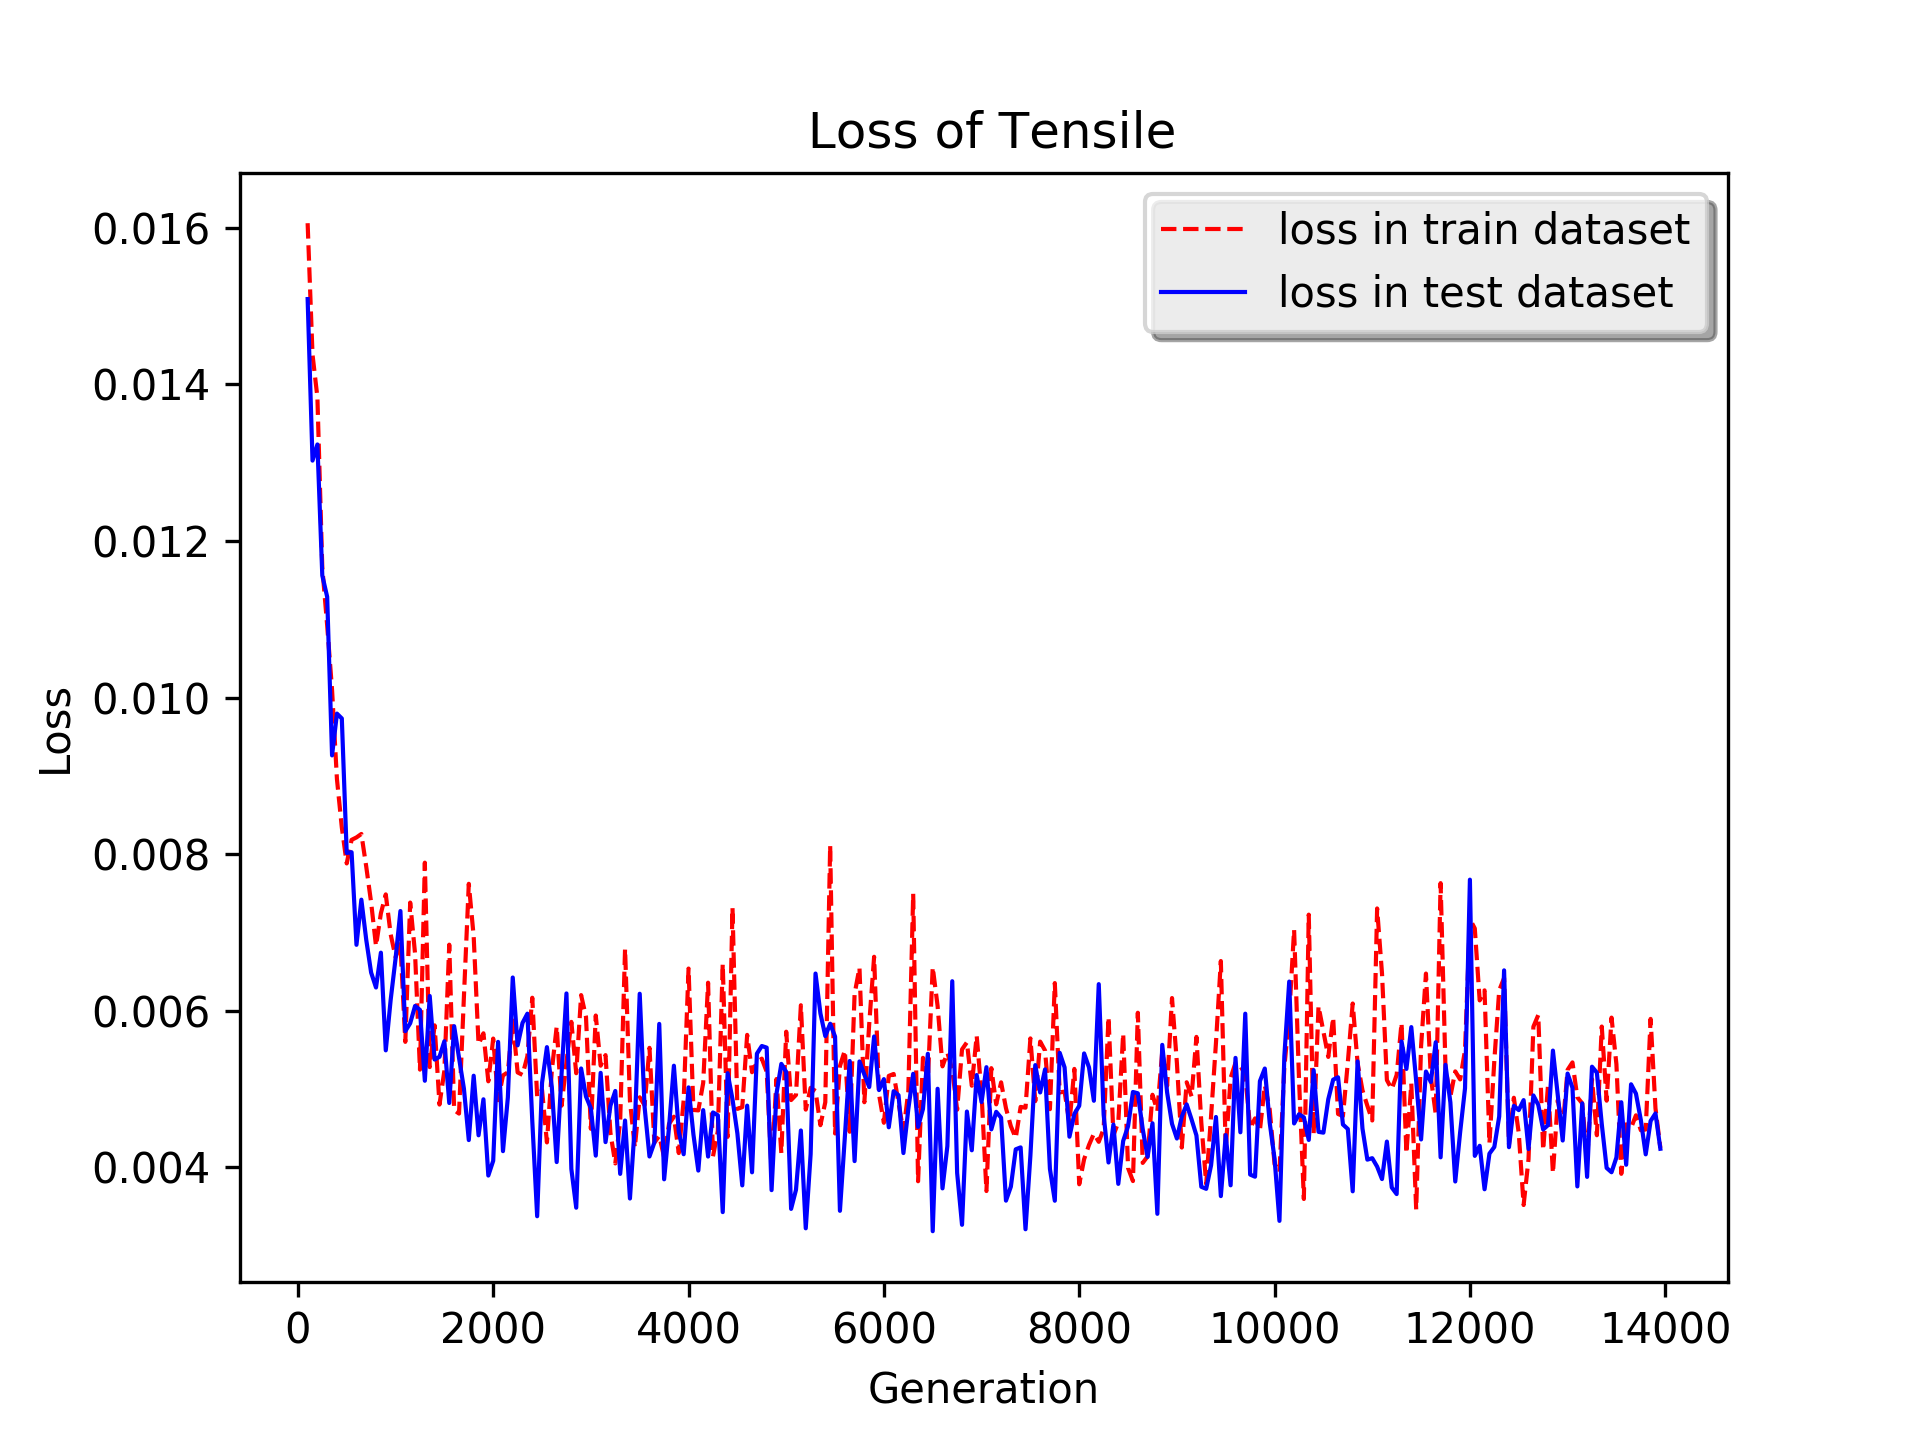 Loss of Tensile
loss in train dataset
loss in test dataset
0.016
0.014
0.012
0.010
0.008
0.006
0.004
Loss
0 2000 4000 6000 8000 10000 12000 14000
Generation